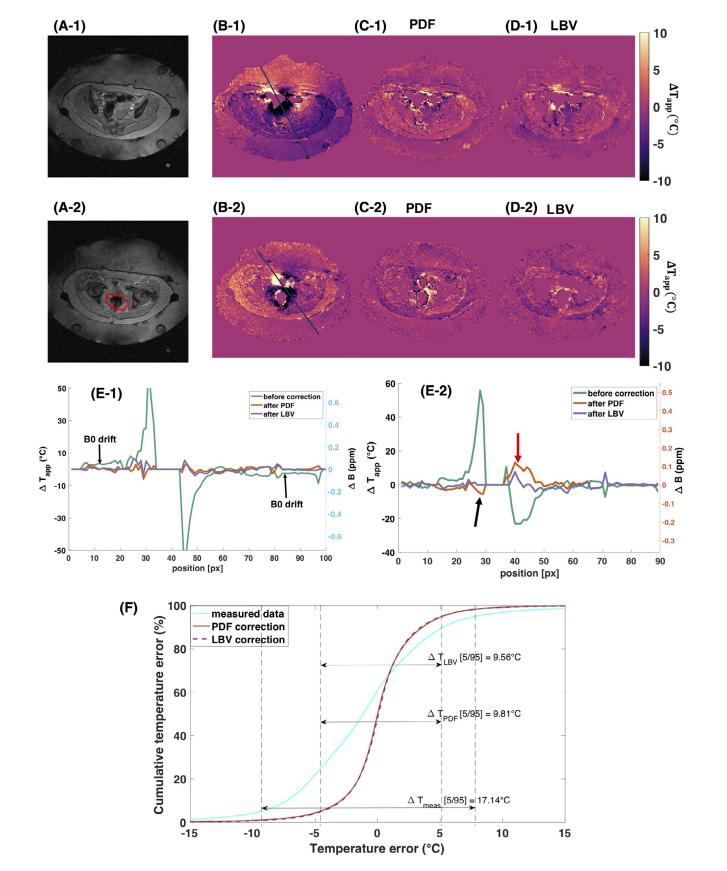 (A-1)
(B-1)
(C-1)
PDF
(D-1)
LBV
10
5
0
-5
-10
ΔTapp (°C)
(A-2)
(B-2)
(C-2)
PDF
(D-2)
LBV
10
5
0
-5
-10
ΔTapp (°C)
(E-1)
before correction
after PDF
after LBV
B0 drift
B0 drift
50
30
10
-10
-30
-50
Δ Tapp (°C)
0 10 20 30 40 50 60 70 80 90 100
position [px]
0.6
0.4
0.2
0
-0.2
-0.4
-0.6
Δ B (ppm)
(E-2)
before correction
after PDF
after LBV
60
40
20
0
-20
-40
Δ Tapp (°C)
0 10 20 30 40 50 60 70 80 90
position [px]
0.5
0.4
0.3
0.2
0.1
0
-0.1
-0.2
-0.3
Δ B (ppm)
(F)
measured data
PDF correction
LBV correction
Δ TLBV [5/95] = 9.56°C
Δ TPDF [5/95] = 9.81°C
Δ Tmeas [5/95] = 17.14°C
100
80
60
40
20
0
Cumulative temperature error (%)
-15 -10 -5 0 5 10 15
Temperature error (°C)